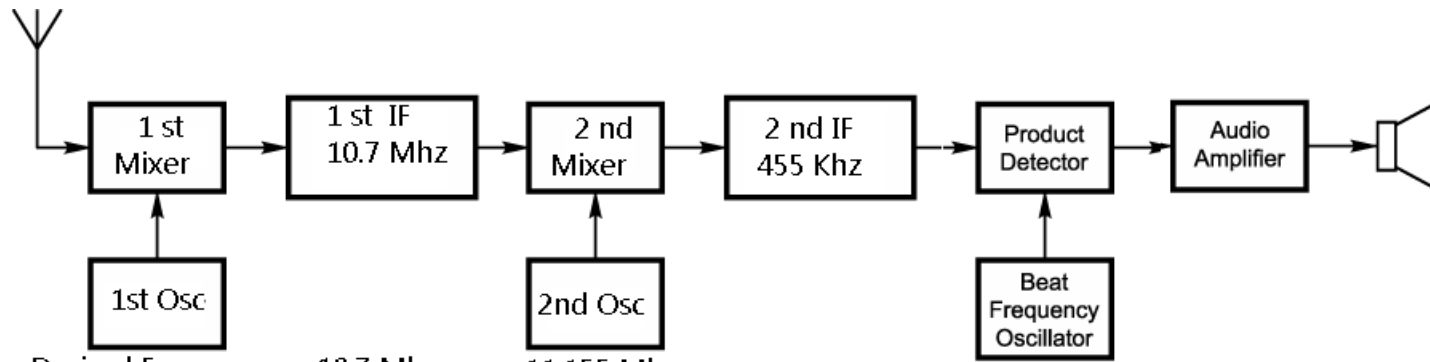 1 st
Mixer
1 st IF
10.7 Mhz
2 nd
Mixer
2 nd IF
455 Khz
Product
Detector
Audio
Amplifier
1st Osc
2nd Osc
Beat
Frequency
Oscillator